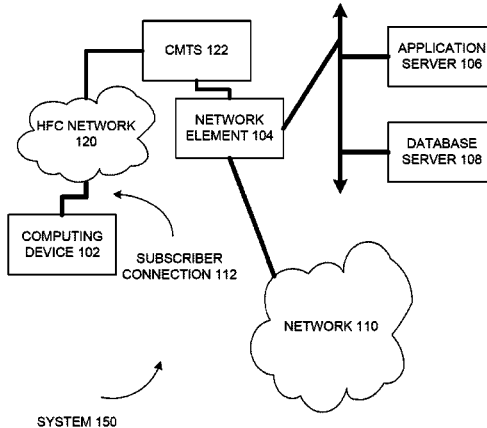 CMTS 122
APPLICATION
SERVER 106
HFC NETWORK
120
NETWORK
ELEMENT 104
DATABASE
SERVER 108
COMPUTING
DEVICE 102
SUBSCRIBER
CONNECTION 112
NETWORK 110
SYSTEM 150